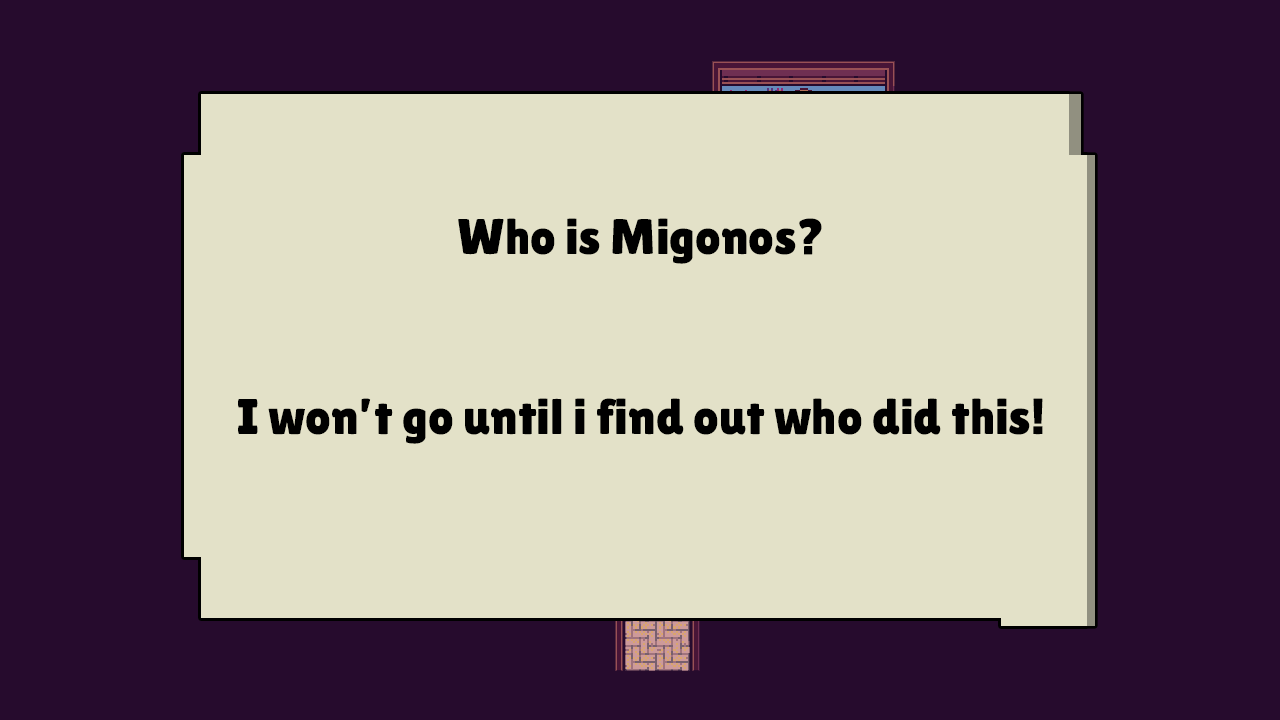 Who is Migonos?
I won't go until i find out who did this!